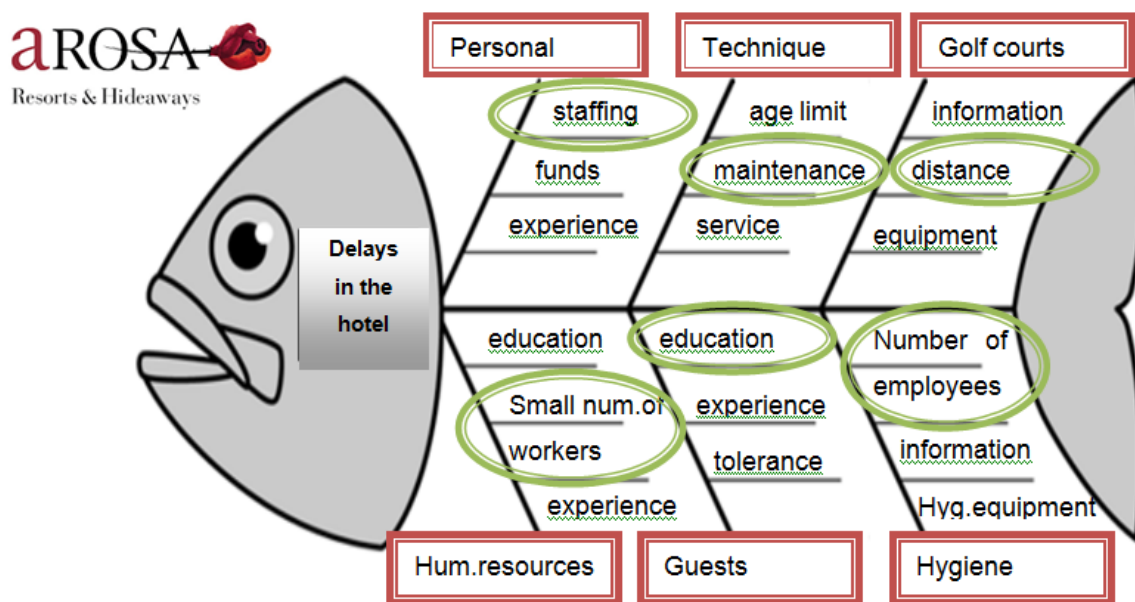 aROSA
Resorts & Hideaways
Personal
Technique
Golf courts
staffing
age limit
information
funds
maintenance
distance
experience
service
equipment
Delays
in the
hotel
education
education
Number of
employees
Small num.of
workers
experience
information
tolerance
experience
Hyg.equipment
Hum.resources
Guests
Hygiene